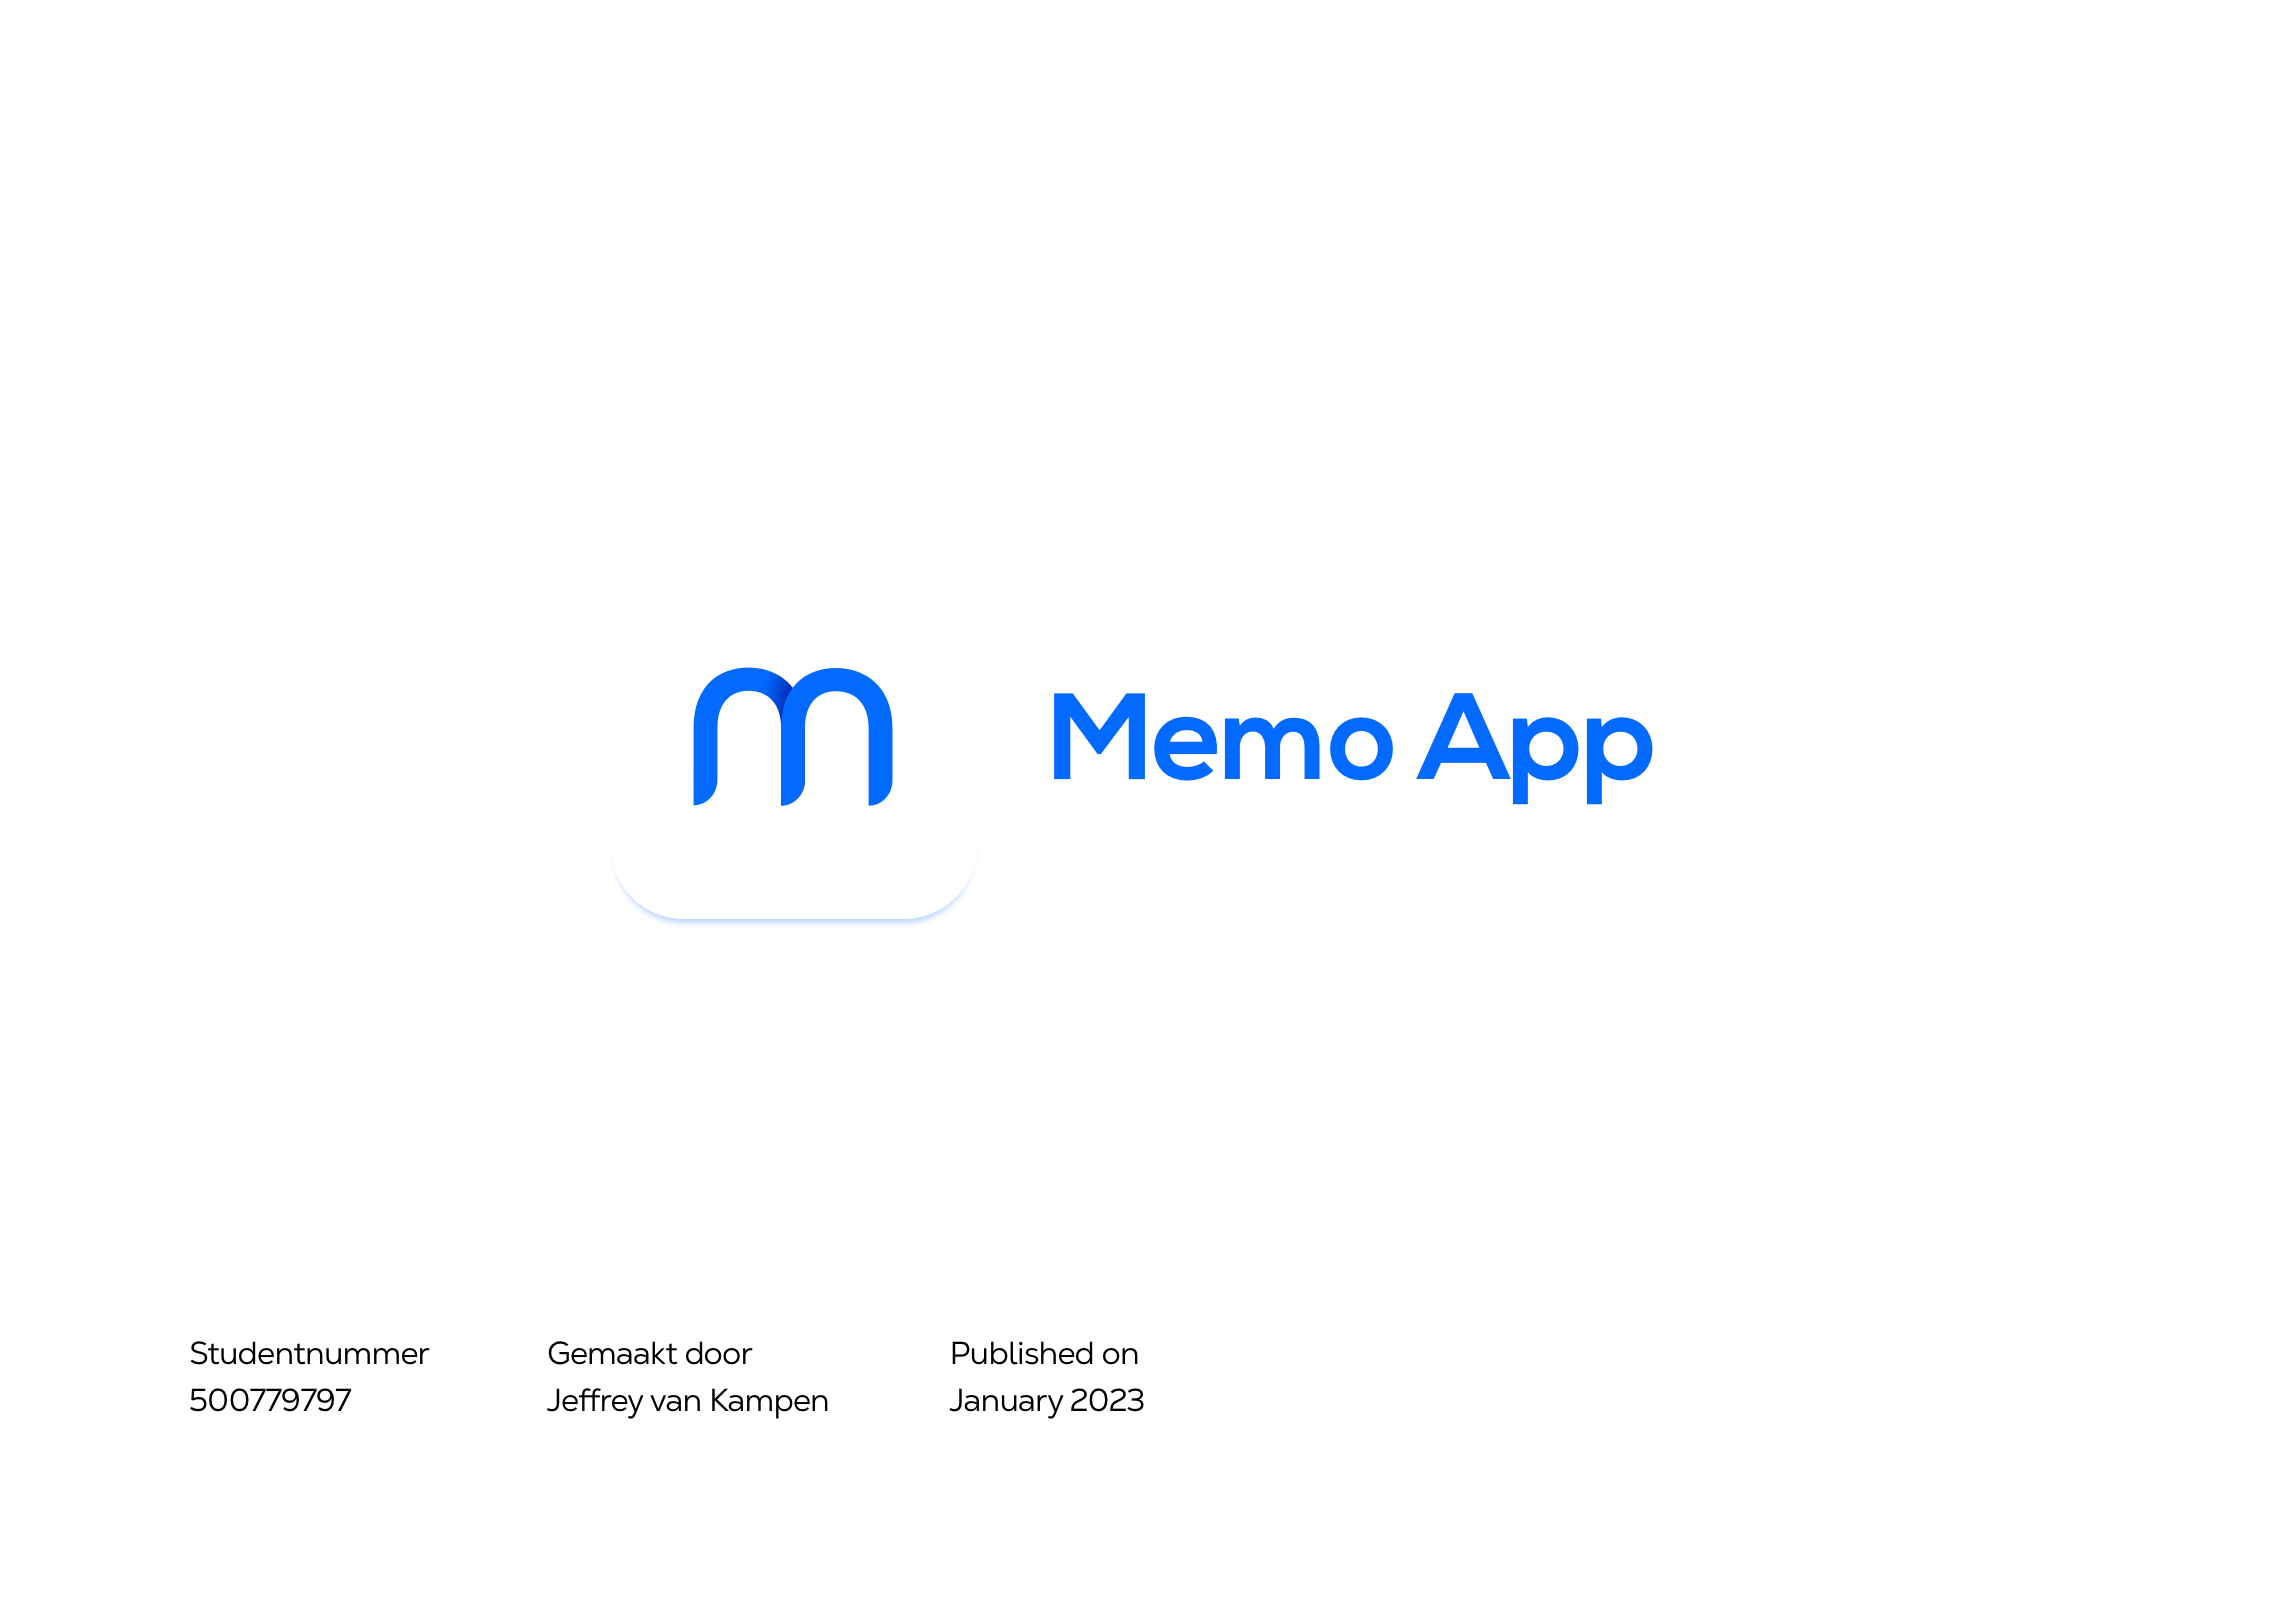 m
Memo App
Studentnummer
500779797
Gemaakt door
Jeffrey van Kampen
Published on
January 2023